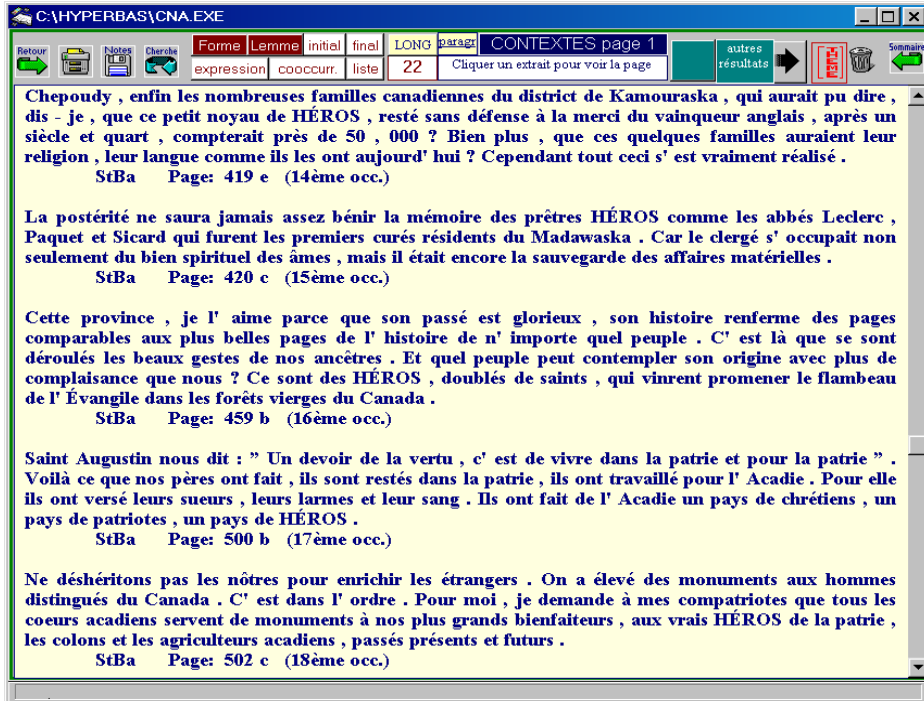 C:\HYPERBAS\CNA.EXE
Retour Notes Cherche Forme Lemme initial final LONG paragr CONTEXTES page 1 autres résultats THEME Sommaire
expression cooccurr. liste 22 Cliquer un extrait pour voir la page
Chepoudy , enfin les nombreuses familles canadiennes du district de Kamouraska , qui aurait pu dire ,
dis - je , que ce petit noyau de HÉROS , resté sans défense à la merci du vainqueur anglais , après un
siècle et quart , compterait près de 50 , 000 ? Bien plus , que ces quelques familles auraient leur
religion , leur langue comme ils les ont aujourd' hui ? Cependant tout ceci s' est vraiment réalisé .
StBa Page: 419 e (14ème occ.)
La postérité ne saura jamais assez bénir la mémoire des prêtres HÉROS comme les abbés Leclerc ,
Paquet et Sicard qui furent les premiers curés résidents du Madawaska . Car le clergé s' occupait non
seulement du bien spirituel des âmes , mais il était encore la sauvegarde des affaires matérielles .
StBa Page: 420 c (15ème occ.)
Cette province , je l' aime parce que son passé est glorieux , son histoire renferme des pages
comparables aux plus belles pages de l' histoire de n' importe quel peuple . C' est là que se sont
déroulés les beaux gestes de nos ancêtres . Et quel peuple peut contempler son origine avec plus de
complaisance que nous ? Ce sont des HÉROS , doublés de saints , qui vinrent promener le flambeau
de l' Évangile dans les forêts vierges du Canada .
StBa Page: 459 b (16ème occ.)
Saint Augustin nous dit : ” Un devoir de la vertu , c' est de vivre dans la patrie et pour la patrie ” .
Voilà ce que nos pères ont fait , ils sont restés dans la patrie , ils ont travaillé pour l' Acadie . Pour elle
ils ont versé leurs sueurs , leurs larmes et leur sang . Ils ont fait de l' Acadie un pays de chrétiens , un
pays de patriotes , un pays de HÉROS .
StBa Page: 500 b (17ème occ.)
Ne déshéritons pas les nôtres pour enrichir les étrangers . On a élevé des monuments aux hommes
distingués du Canada . C' est dans l' ordre . Pour moi , je demande à mes compatriotes que tous les
coeurs acadiens servent de monuments à nos plus grands bienfaiteurs , aux vrais HÉROS de la patrie ,
les colons et les agriculteurs acadiens , passés présents et futurs .
StBa Page: 502 c (18ème occ.)